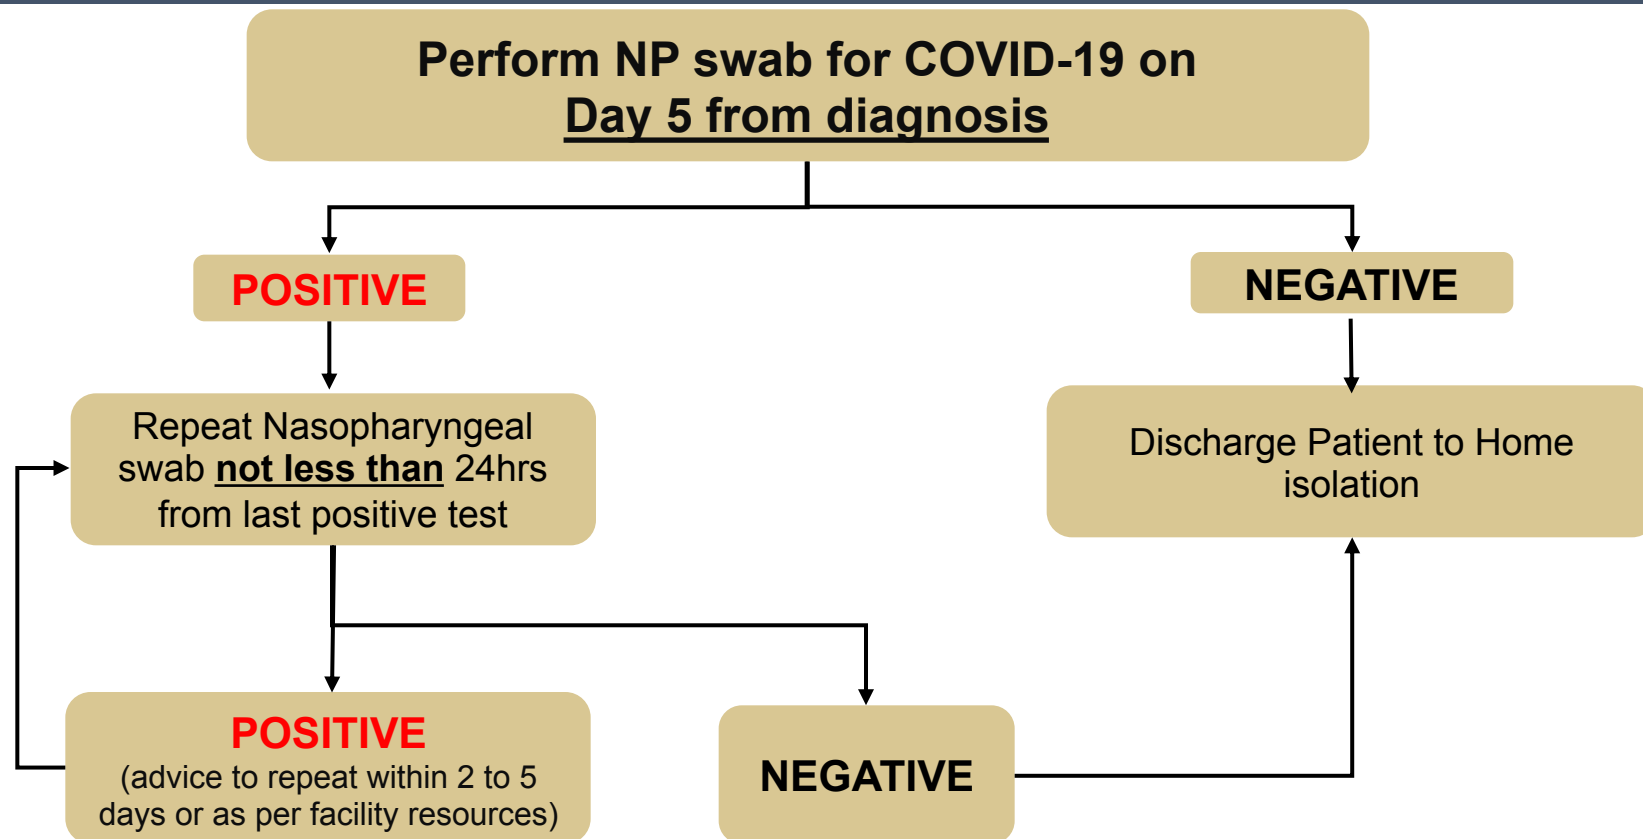 Perform NP swab for COVID-19 on
Day 5 from diagnosis
POSITIVE
NEGATIVE
Repeat Nasopharyngeal
swab not less than 24hrs
from last positive test
Discharge Patient to Home
isolation
POSITIVE
(advice to repeat within 2 to 5
days or as per facility resources)
NEGATIVE